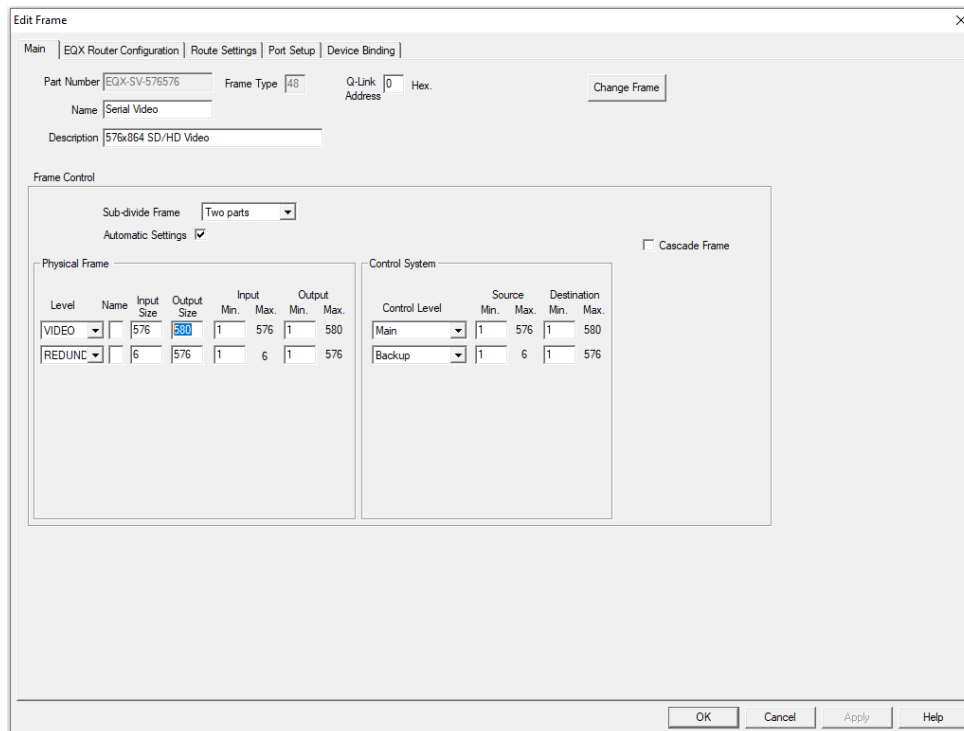 Edit Frame
Main EQX Router Configuration Route Settings Port Setup Device Binding
Part Number EQX-SV-576576 Frame Type 48 Q-Link Address 0 Hex. Change Frame
Name Serial Video
Description 576x864 SD/HD Video
Frame Control
Sub-divide Frame Two parts
Automatic Settings
Cascade Frame
Physical Frame
Input Output
Level Name Input Size Output Size Min. Max. Min. Max.
VIDEO 576 580 1 576 1 580
REDUND 6 576 1 6 1 576
Control System
Source Destination
Control Level Min. Max. Min. Max.
Main 1 576 1 580
Backup 1 6 1 576
OK Cancel Apply Help